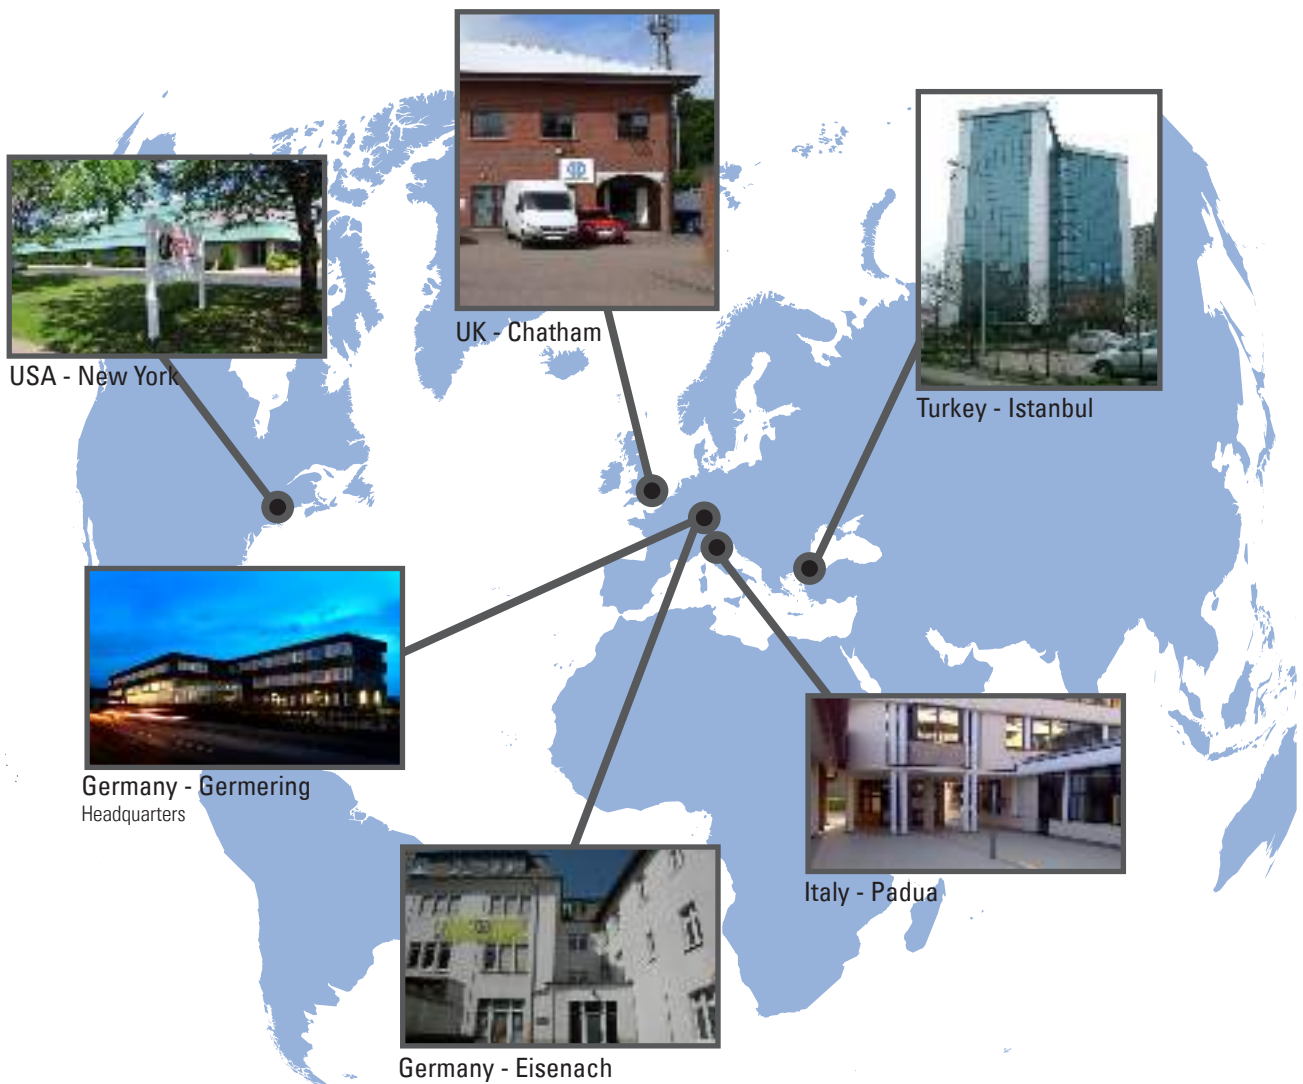 UK - Chatham
USA - New York
Turkey - Istanbul
Germany - Germering
Headquarters
Italy - Padua
Germany - Eisenach